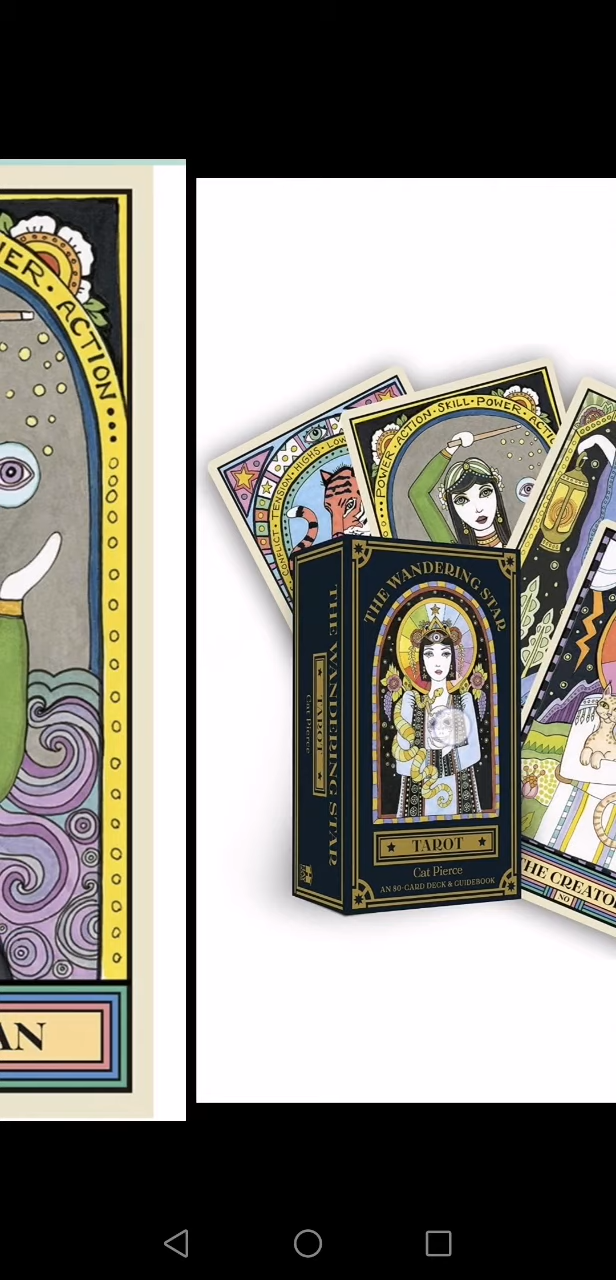 ER · ACTION
AN
CONFLICT · TENSION · HIGHS · LOW
POWER · ACTION · SKILL · POWER · ACTI
THE WANDERING STAR
TAROT
Cat Pierce
THE WANDERING STAR
TAROT
Cat Pierce
AN 80-CARD DECK & GUIDEBOOK
THE CREATO
NO